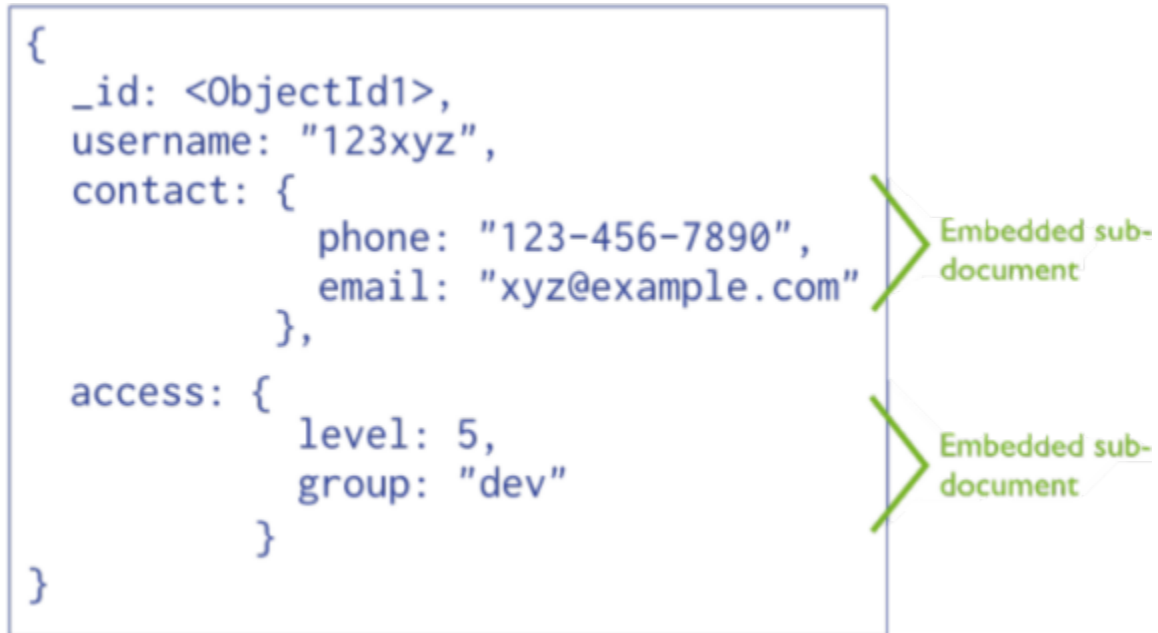 {
_id: <ObjectId1>,
username: "123xyz",
contact: {
phone: "123-456-7890",
email: "xyz@example.com"
},
access: {
level: 5,
group: "dev"
}
}
Embedded sub-
document
Embedded sub-
document